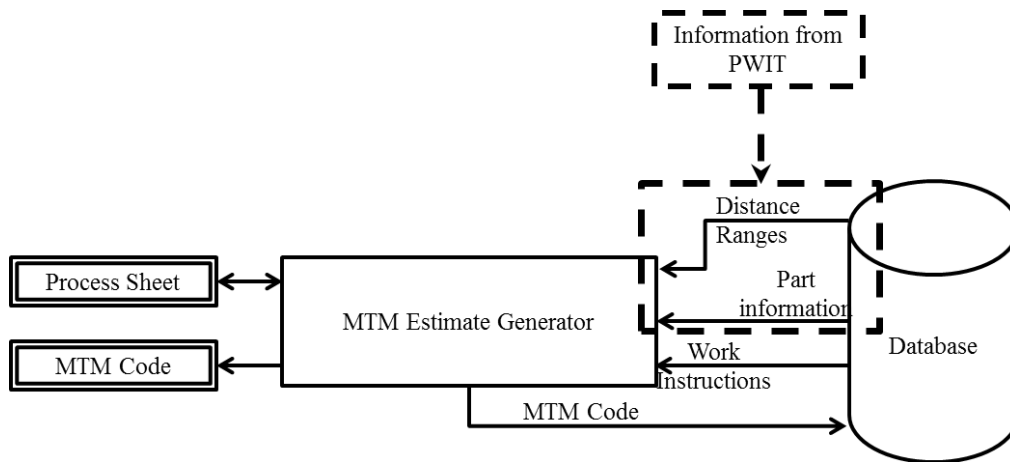 Information from
PWIT
Distance
Ranges
Process Sheet
Part
information
MTM Estimate Generator
Database
MTM Code
Work
Instructions
MTM Code